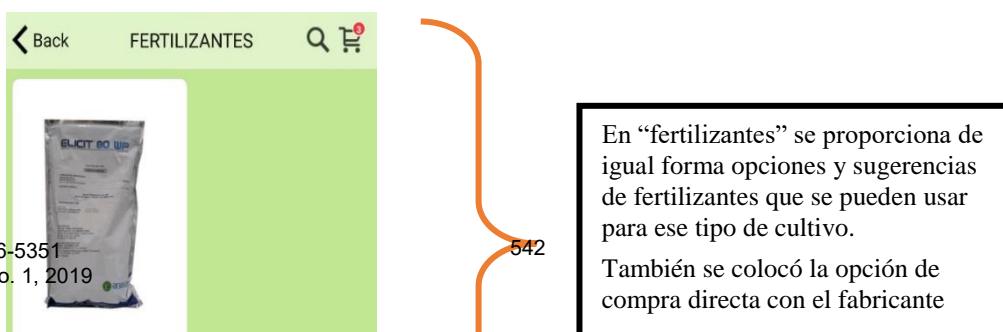 Back FERTILIZANTES 3
ELICIT 80 WP
6-5351
o. 1, 2019
542
En “fertilizantes” se proporciona de
igual forma opciones y sugerencias
de fertilizantes que se pueden usar
para ese tipo de cultivo.
También se colocó la opción de
compra directa con el fabricante